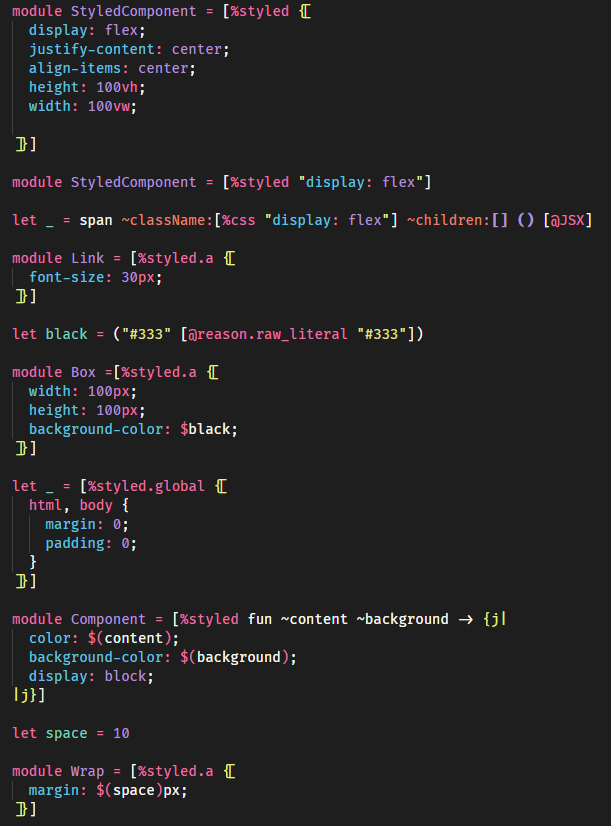 module StyledComponent = [%styled {|
  display: flex;
  justify-content: center;
  align-items: center;
  height: 100vh;
  width: 100vw;

|}]

module StyledComponent = [%styled "display: flex"]

let _ = span ~className:[%css "display: flex"] ~children:[] () [@JSX]

module Link = [%styled.a {|
  font-size: 30px;
|}]

let black = ("#333" [@reason.raw_literal "#333"])

module Box =[%styled.a {|
  width: 100px;
  height: 100px;
  background-color: $black;
|}]

let _ = [%styled.global {|
  html, body {
    margin: 0;
    padding: 0;
  }
|}]

module Component = [%styled fun ~content ~background -> {j|
  color: $(content);
  background-color: $(background);
  display: block;
|j}]

let space = 10

module Wrap = [%styled.a {|
  margin: $(space)px;
|}]